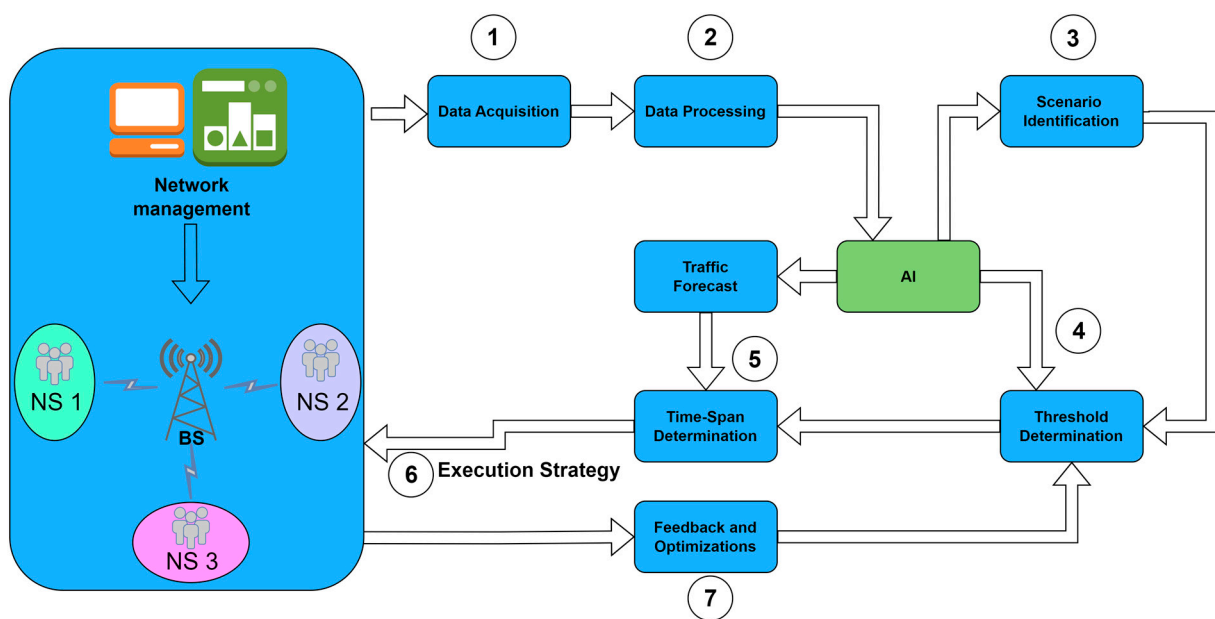 1
2
3
Data Acquisition
Data Processing
Scenario
Identification
Network
management
Traffic
Forecast
AI
4
5
NS 1
NS 2
BS
Time-Span
Determination
Threshold
Determination
6
Execution Strategy
NS 3
Feedback and
Optimizations
7